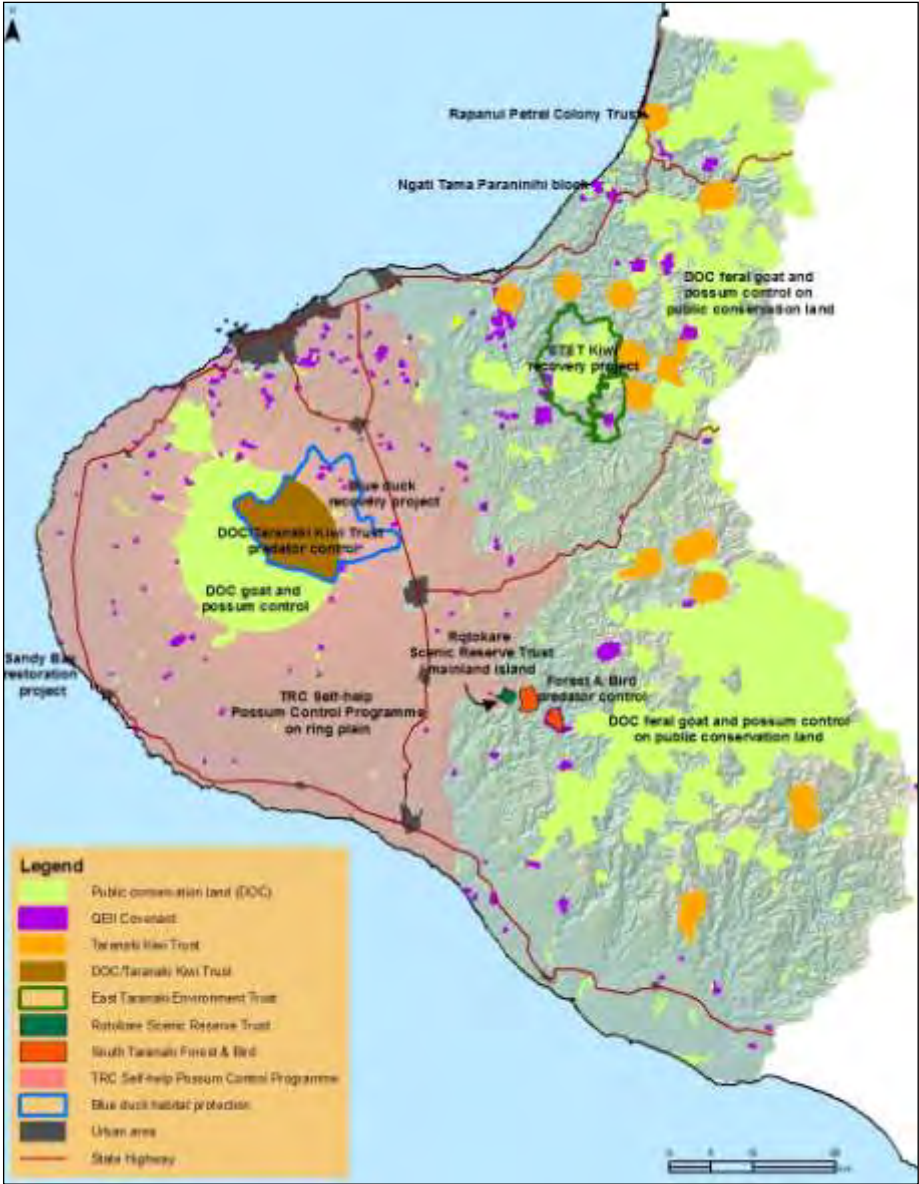 Rapanui Petrel Colony Trust
Ngati Tama Paraninihi block
DOC feral goat and
possum control on
public conservation land
ETET Kiwi
recovery project
Blue duck
recovery project
DOC/Taranaki Kiwi Trust
predator control
DOC goat and
possum control
Rotokare
Scenic Reserve Trust
mainland island
Sandy Bay
restoration
project
Forest & Bird
predator control
TRC Self-help
Possum Control Programme
on ring plain
DOC feral goat and possum control
on public conservation land
Legend
Public conservation land (DOC)
QEII Covenant
Taranaki Kiwi Trust
DOC/Taranaki Kiwi Trust
East Taranaki Environment Trust
Rotokare Scenic Reserve Trust
South Taranaki Forest & Bird
TRC Self-help Possum Control Programme
Blue duck habitat protection
Urban area
State Highway